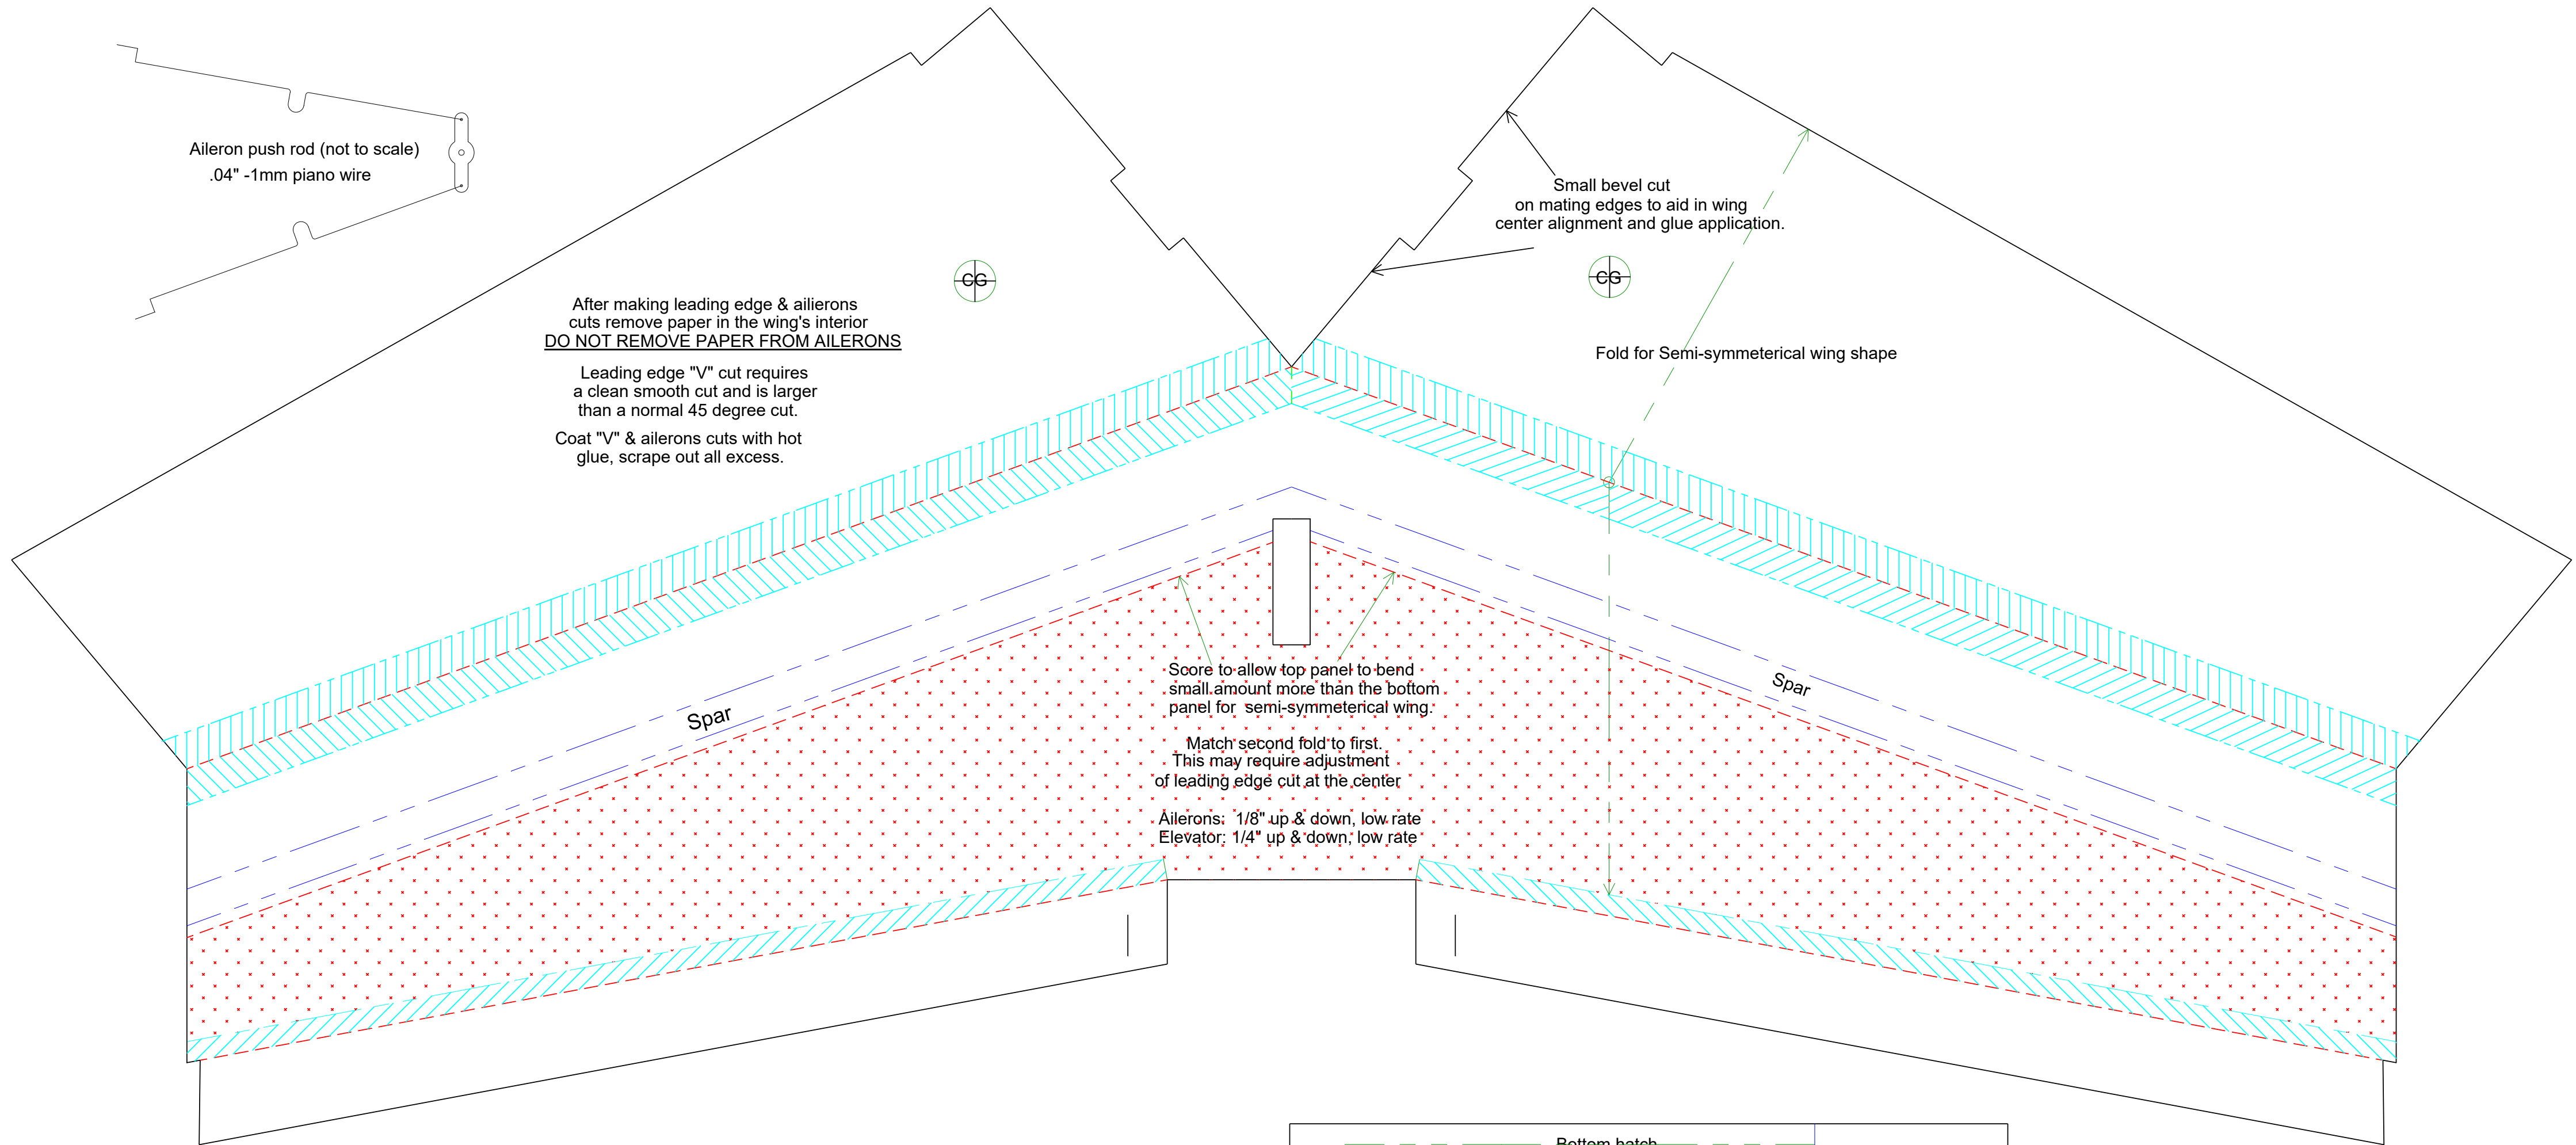 Aileron push rod (not to scale)
.04" -1mm piano wire
CG
CG
Small bevel cut
on mating edges to aid in wing
center alignment and glue application.
After making leading edge & ailierons
cuts remove paper in the wing's interior
DO NOT REMOVE PAPER FROM AILERONS
Leading edge "V" cut requires
a clean smooth cut and is larger
than a normal 45 degree cut.
Coat "V" & ailerons cuts with hot
glue, scrape out all excess.
Fold for Semi-symmeterical wing shape
Spar
Spar
Score to allow top panel to bend
small amount more than the bottom
panel for semi-symmeterical wing.
Match second fold to first.
This may require adjustment
of leading edge cut at the center
Ailerons: 1/8" up & down, low rate
Elevator: 1/4" up & down, low rate
Bottom hatch